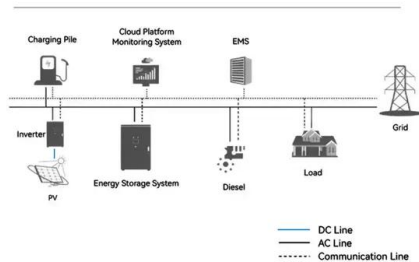 Charging Pile
Cloud Platform
Monitoring System
EMS
Grid
Inverter
PV
Energy Storage System
Diesel
Load
DC Line
AC Line
Communication Line